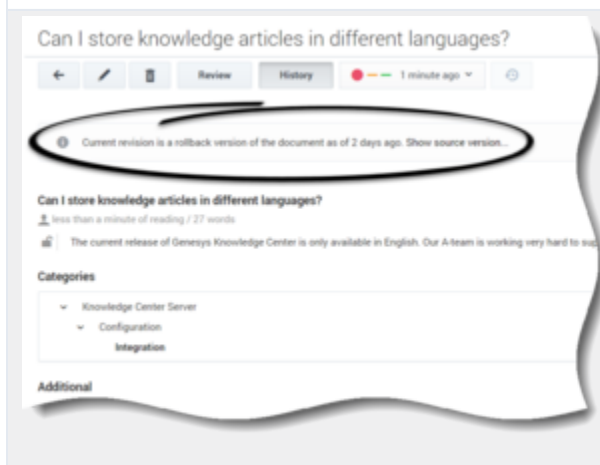 Can I store knowledge articles in different languages?
Review History 1 minute ago
Current revision is a rollback version of the document as of 2 days ago. Show source version...
Can I store knowledge articles in different languages?
less than a minute of reading / 27 words
The current release of Genesys Knowledge Center is only available in English. Our A-team is working very hard to sup
Categories
Knowledge Center Server
Configuration
Integration
Additional